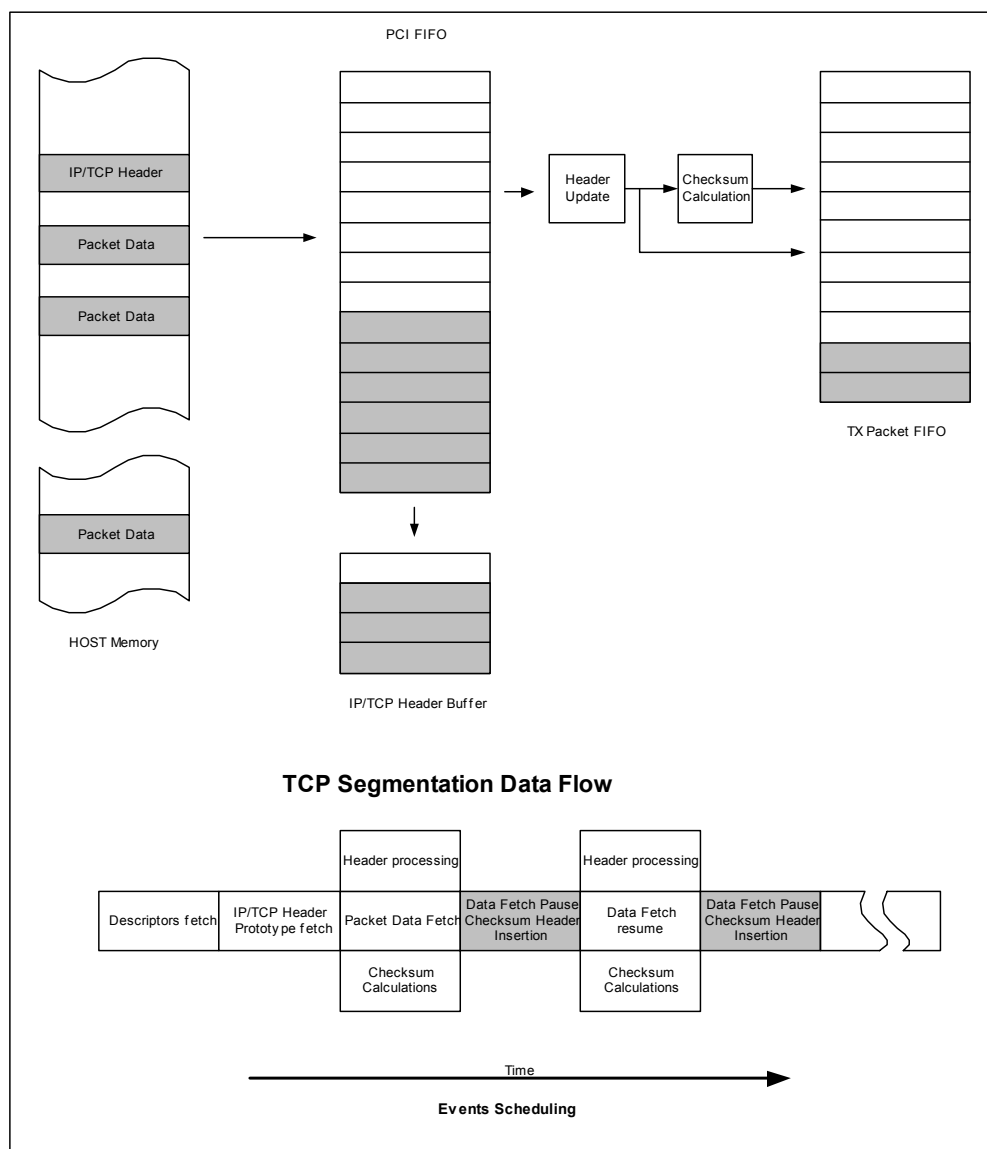 PCI FIFO
IP/TCP Header
Packet Data
Packet Data
Header
Update
Checksum
Calculation
TX Packet FIFO
Packet Data
HOST Memory
IP/TCP Header Buffer
TCP Segmentation Data Flow
Header processing
Header processing
Descriptors fetch
IP/TCP Header
Prototype fetch
Packet Data Fetch
Data Fetch Pause
Checksum Header
Insertion
Data Fetch
resume
Data Fetch Pause
Checksum Header
Insertion
Checksum
Calculations
Checksum
Calculations
Time
Events Scheduling